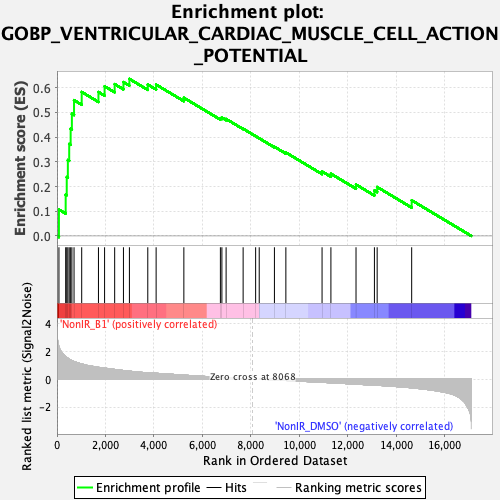 Enrichment plot:
GOBP_VENTRICULAR_CARDIAC_MUSCLE_CELL_ACTION
_POTENTIAL
Enrichment score (ES)
0.6
0.5
0.4
0.3
0.2
0.1
0.0
'NonIR_B1' (positively correlated)
Ranked list metric (Signal2Noise)
4
2
0
-2
Zero cross at 8068
'NonIR_DMSO' (negatively correlated)
0 2,000 4,000 6,000 8,000 10,000 12,000 14,000 16,000
Rank in Ordered Dataset
Enrichment profile Hits Ranking metric scores